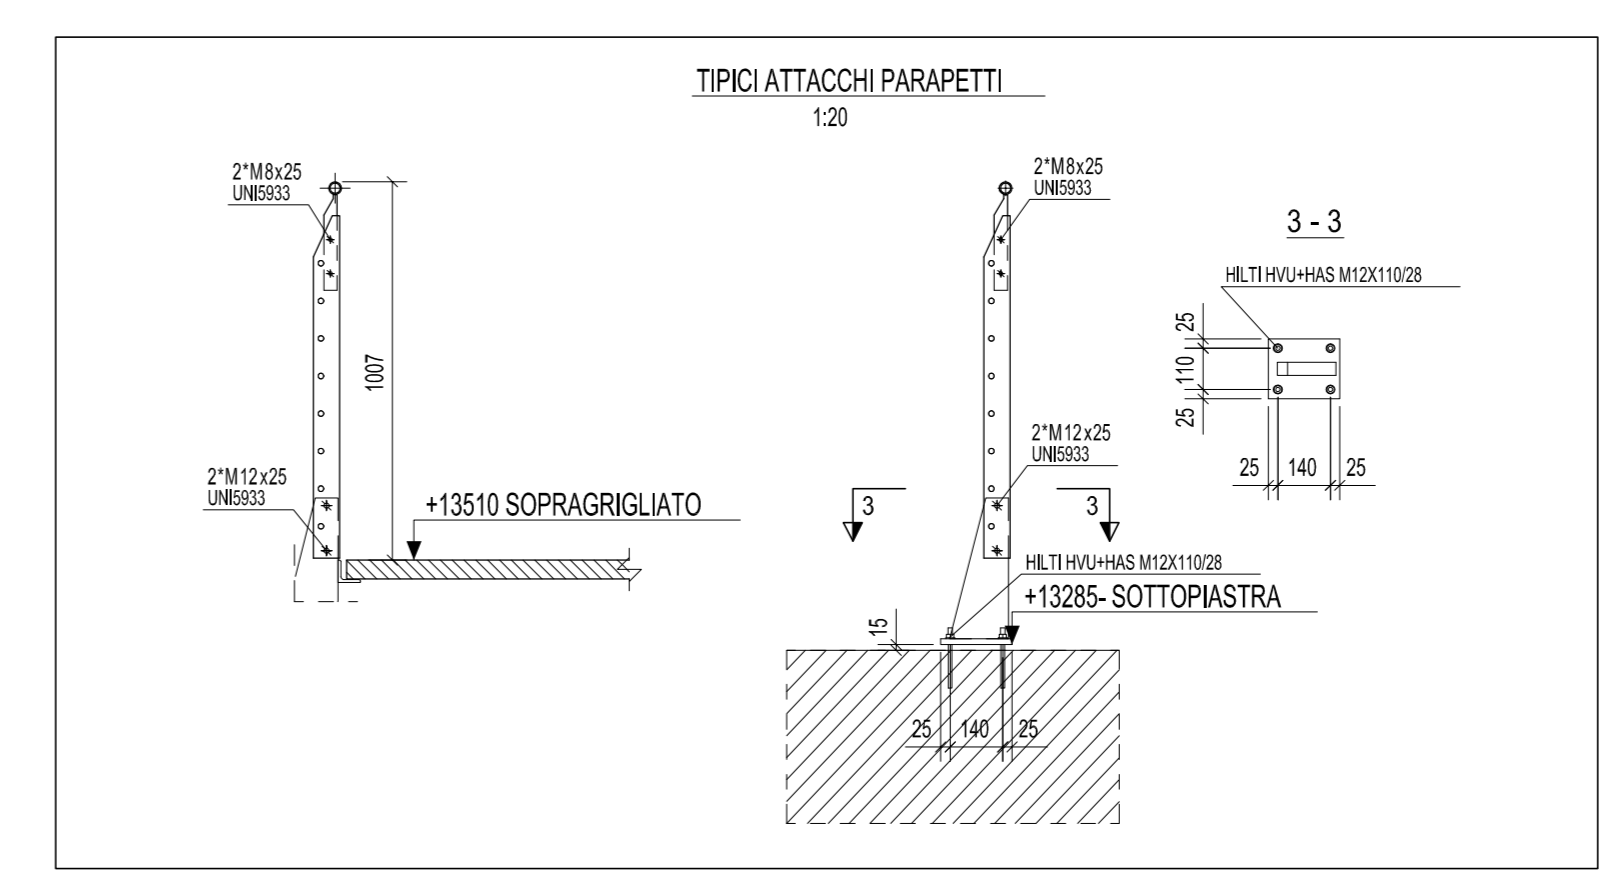 TIPICI ATTACCHI PARAPETTI
1:20
2*M8x25
UNI5933
1007
2*M12x25
UNI5933
+13510 SOPRAGRIGLIATO
2*M8x25
UNI5933
2*M12x25
UNI5933
3
3
HILTI HVU+HAS M12X110/28
+13285- SOTTOPIASTRA
15
25
140
25
3 - 3
HILTI HVU+HAS M12X110/28
25
110
25
25
140
25